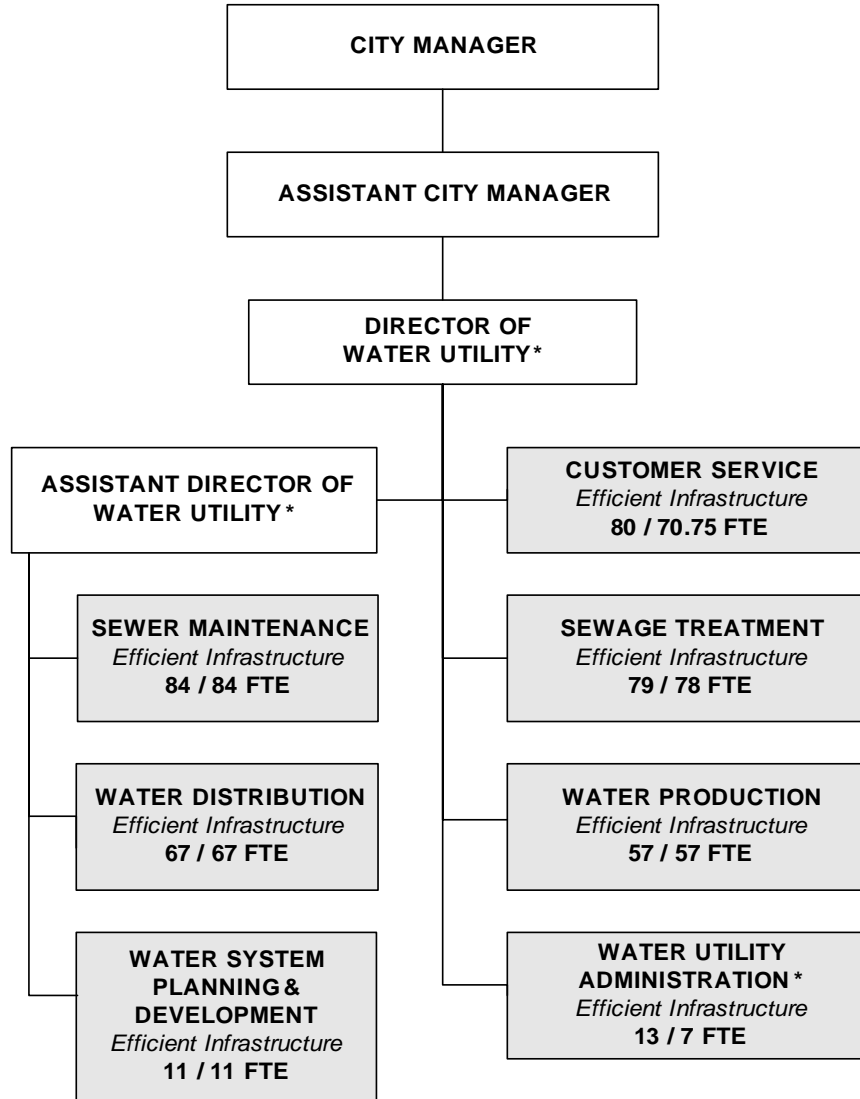 CITY MANAGER
ASSISTANT CITY MANAGER
DIRECTOR OF
WATER UTILITY*
ASSISTANT DIRECTOR OF
WATER UTILITY*
CUSTOMER SERVICE
Efficient Infrastructure
80 / 70.75 FTE
SEWER MAINTENANCE
Efficient Infrastructure
84 / 84 FTE
SEWAGE TREATMENT
Efficient Infrastructure
79 / 78 FTE
WATER DISTRIBUTION
Efficient Infrastructure
67 / 67 FTE
WATER PRODUCTION
Efficient Infrastructure
57 / 57 FTE
WATER SYSTEM
PLANNING &
DEVELOPMENT
Efficient Infrastructure
11 / 11 FTE
WATER UTILITY
ADMINISTRATION*
Efficient Infrastructure
13 / 7 FTE